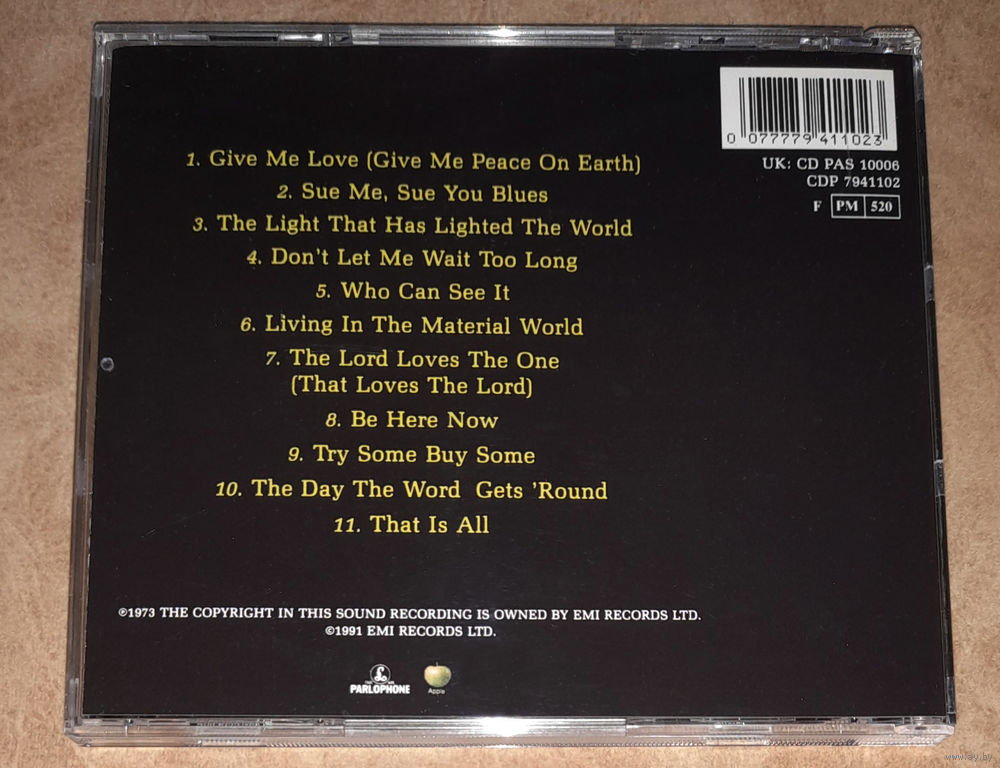 0 077779 411023
UK: CD PAS 10006
CDP 7941102
F PM 520
1. Give Me Love (Give Me Peace On Earth)
2. Sue Me, Sue You Blues
3. The Light That Has Lighted The World
4. Don't Let Me Wait Too Long
5. Who Can See It
6. Living In The Material World
7. The Lord Loves The One
(That Loves The Lord)
8. Be Here Now
9. Try Some Buy Some
10. The Day The Word Gets 'Round
11. That Is All
℗1973 THE COPYRIGHT IN THIS SOUND RECORDING IS OWNED BY EMI RECORDS LTD.
©1991 EMI RECORDS LTD.
PARLOPHONE
Apple
www.ay.by